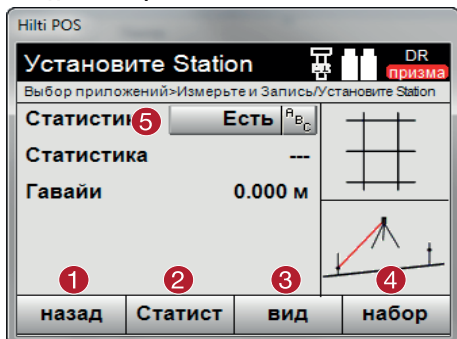 Hilti POS
Установите Station
DR
призма
Выбор приложений>Измерьте и Запись/Установите Station
Статисти 5 Есть ABC
Статистика ---
Гавайи 0.000 м
1 2 3 4
назад Статист вид набор